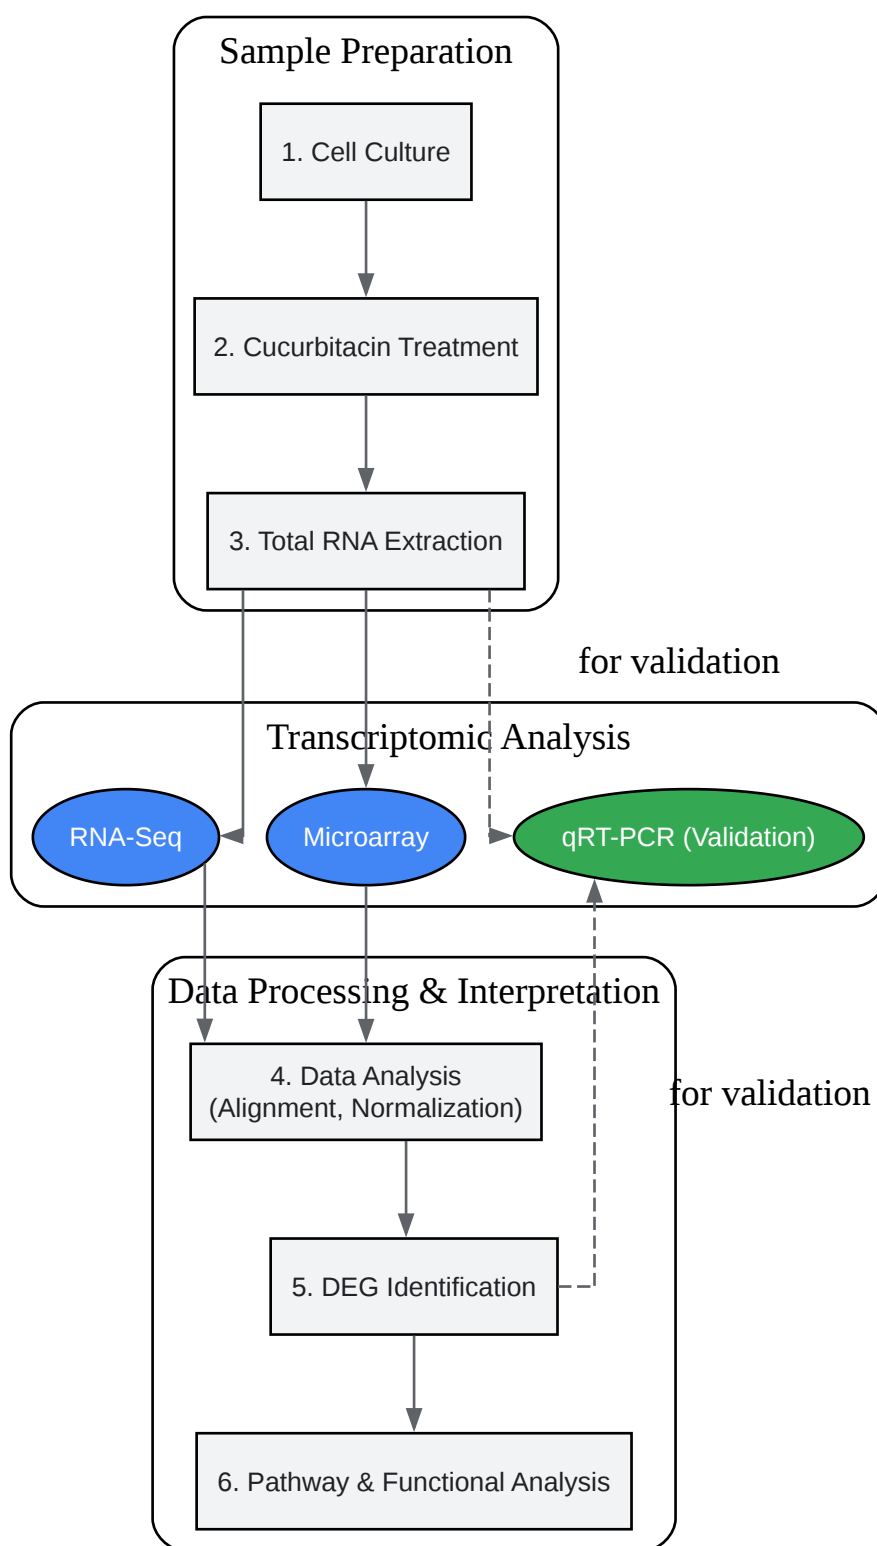 Sample Preparation
1. Cell Culture
2. Cucurbitacin Treatment
3. Total RNA Extraction
for validation
Transcriptomic Analysis
RNA-Seq
Microarray
qRT-PCR (Validation)
Data Processing & Interpretation
4. Data Analysis
(Alignment, Normalization)
for validation
5. DEG Identification
6. Pathway & Functional Analysis